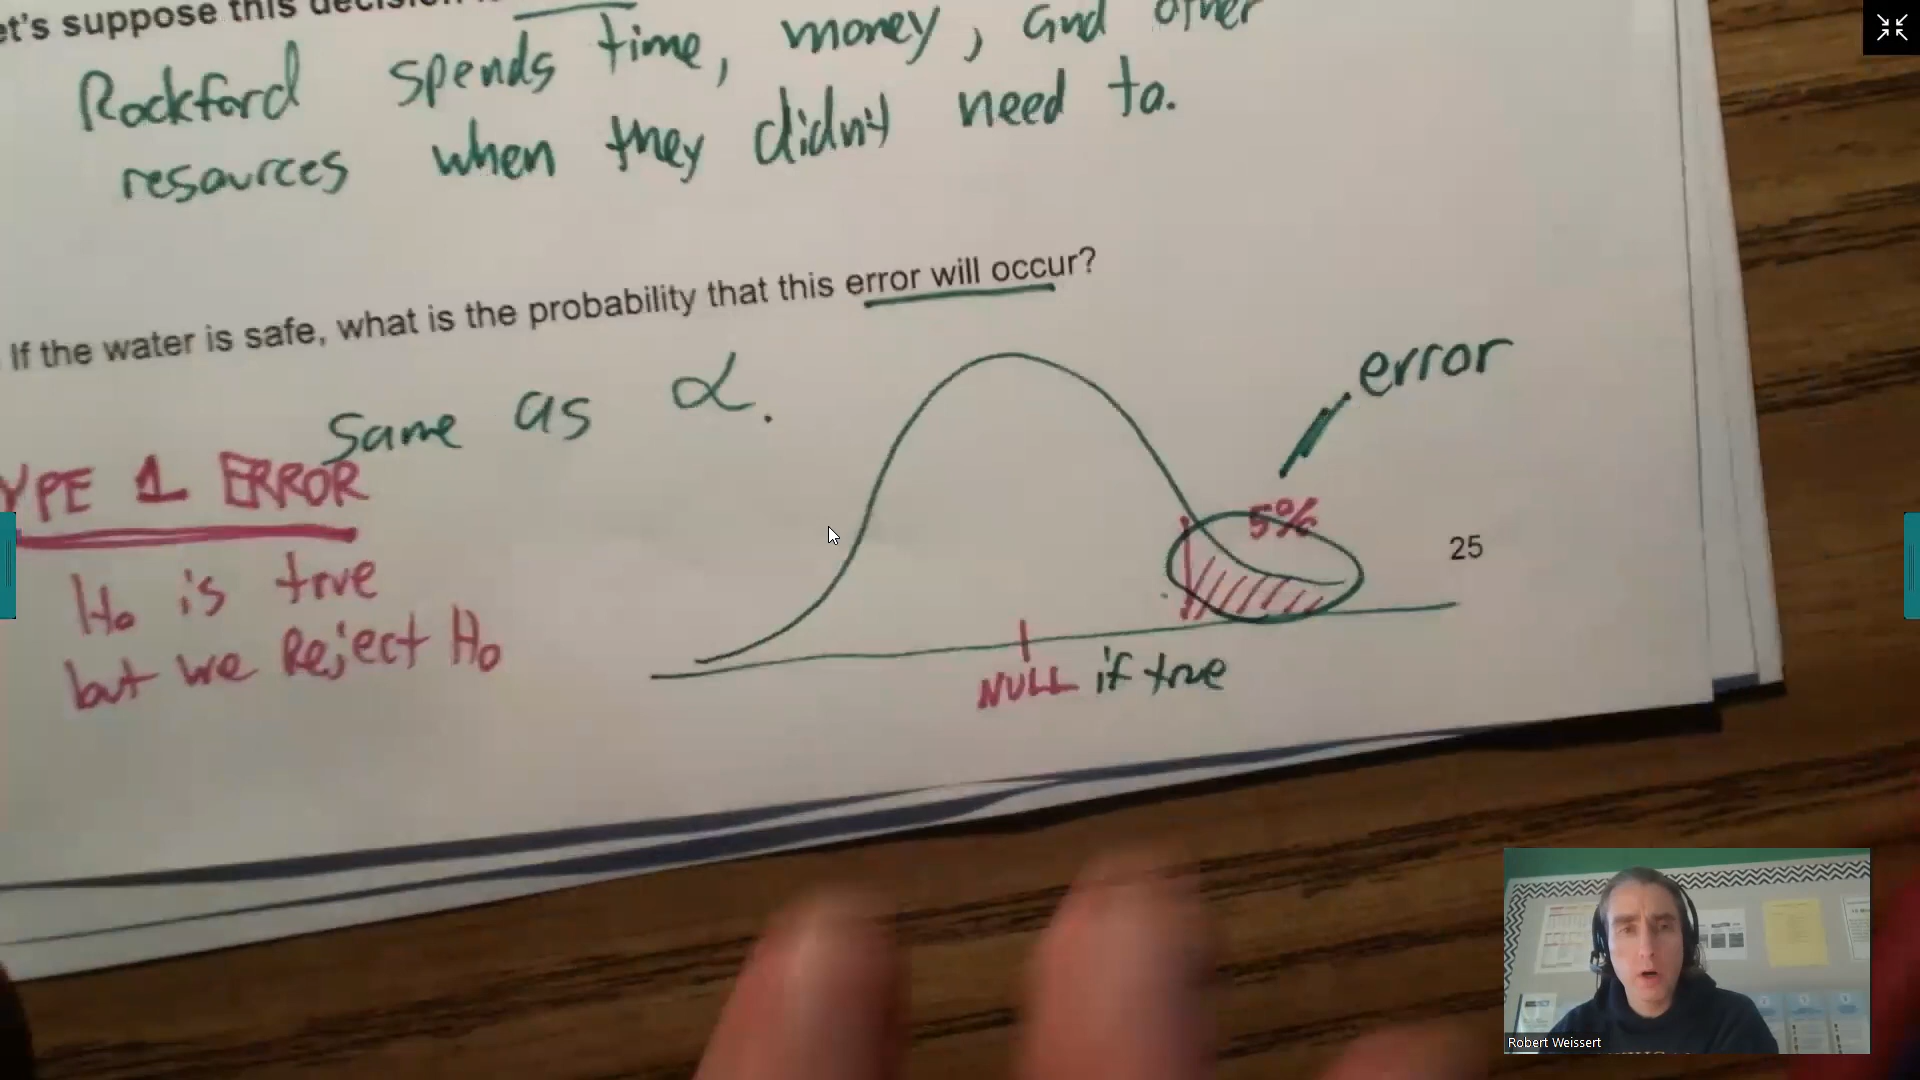 et's suppose this decision
Rockford spends time, money, and other
resources when they didn't need to.
If the water is safe, what is the probability that this error will occur?
Same as α.
YPE 1 ERROR
Ho is true
but we Reject Ho
error
5%
25
NULL if true
Robert Weissert